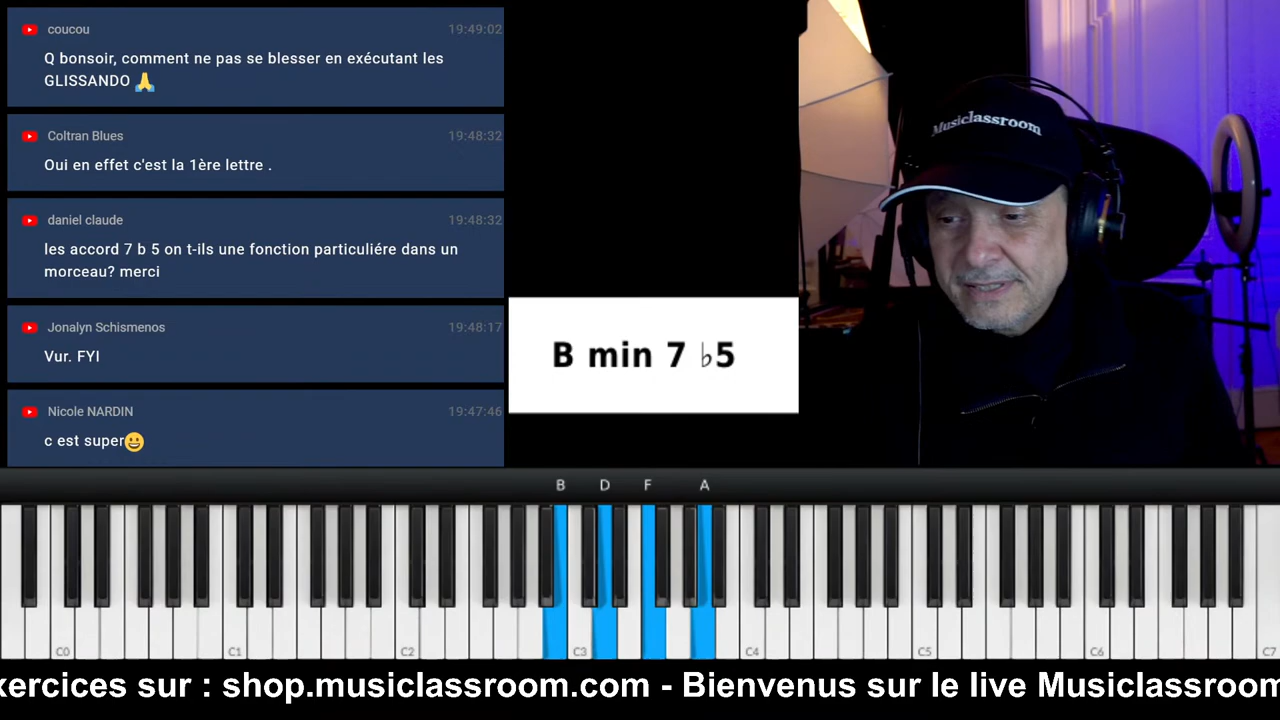 coucou 19:49:02
Q bonsoir, comment ne pas se blesser en exécutant les
GLISSANDO 🙏
Coltran Blues 19:48:32
Oui en effet c'est la 1ère lettre .
daniel claude 19:48:32
les accord 7 b 5 on t-ils une fonction particuliére dans un
morceau? merci
Jonalyn Schismenos 19:48:17
Vur. FYI
Nicole NARDIN 19:47:46
c est super😀
Musiclassroom
B min 7 ♭5
B D F A
C0 C1 C2 C3 C4 C5 C6 C7
xercices sur : shop.musiclassroom.com - Bienvenus sur le live Musiclassroom